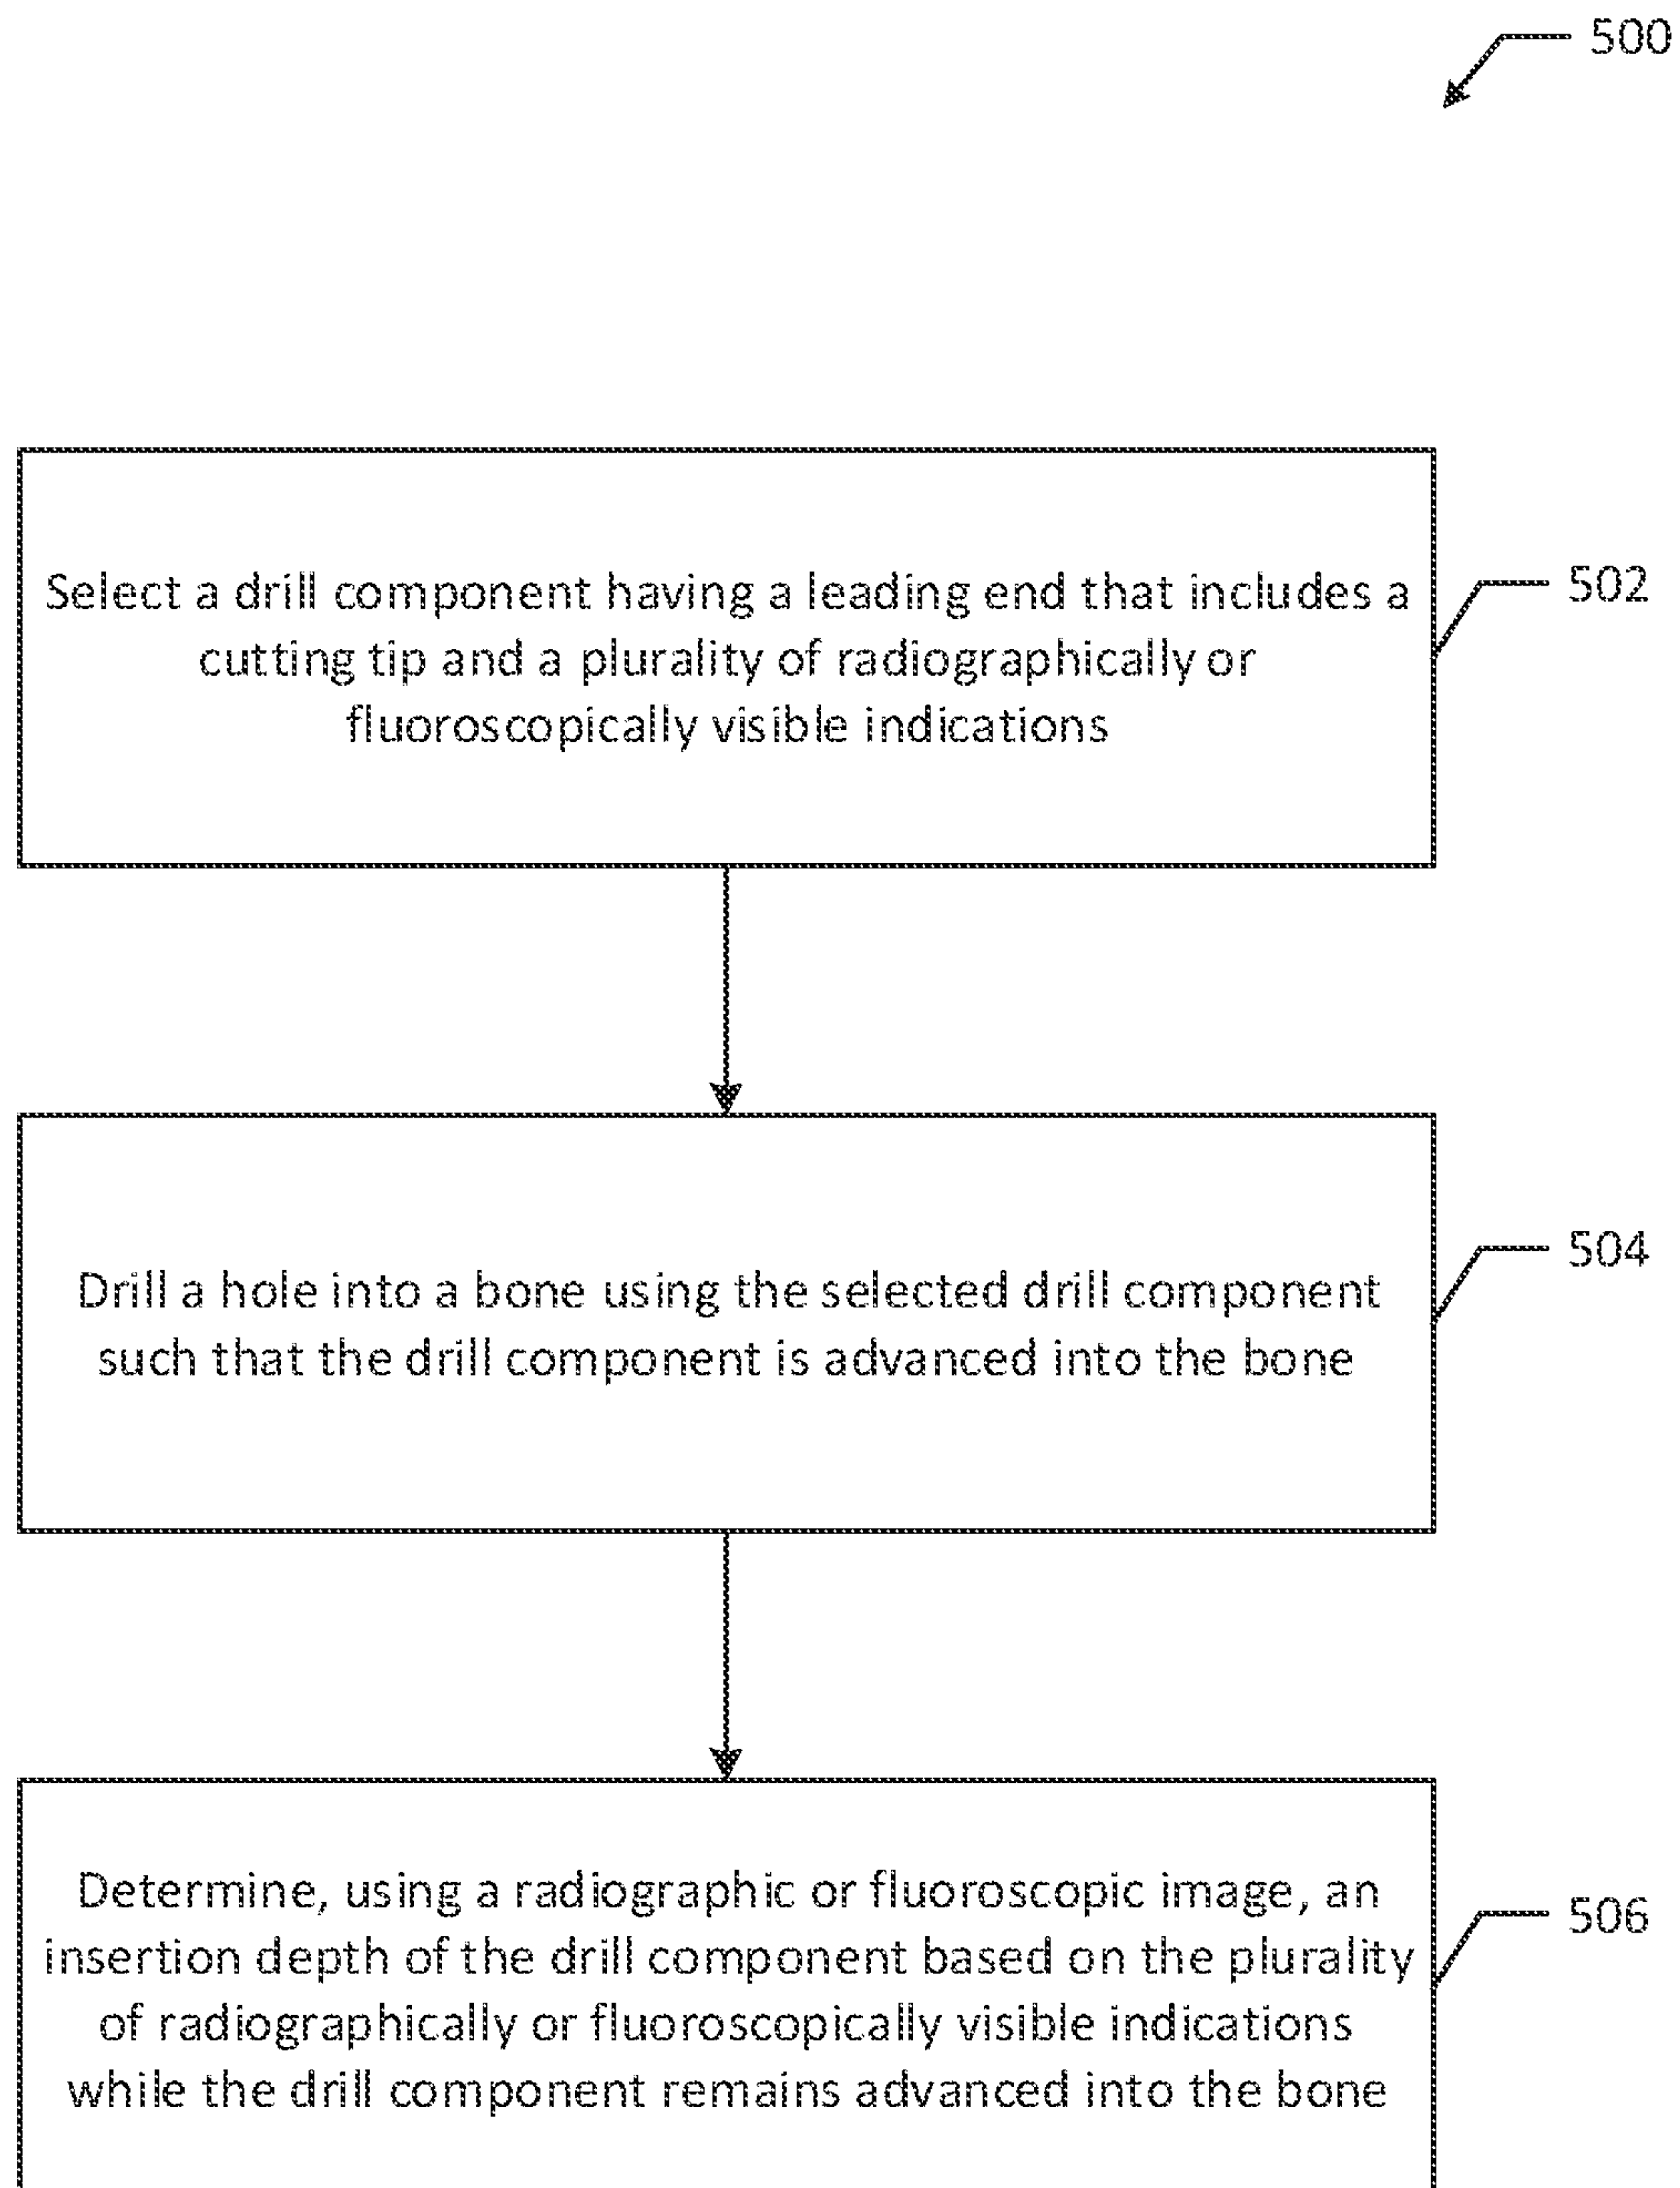 500
Select a drill component having a leading end that includes a
cutting tip and a plurality of radiographically or
fluoroscopically visible indications
502
Drill a hole into a bone using the selected drill component
such that the drill component is advanced into the bone
504
Determine, using a radiographic or fluoroscopic image, an
insertion depth of the drill component based on the plurality
of radiographically or fluoroscopically visible indications
while the drill component remains advanced into the bone
506